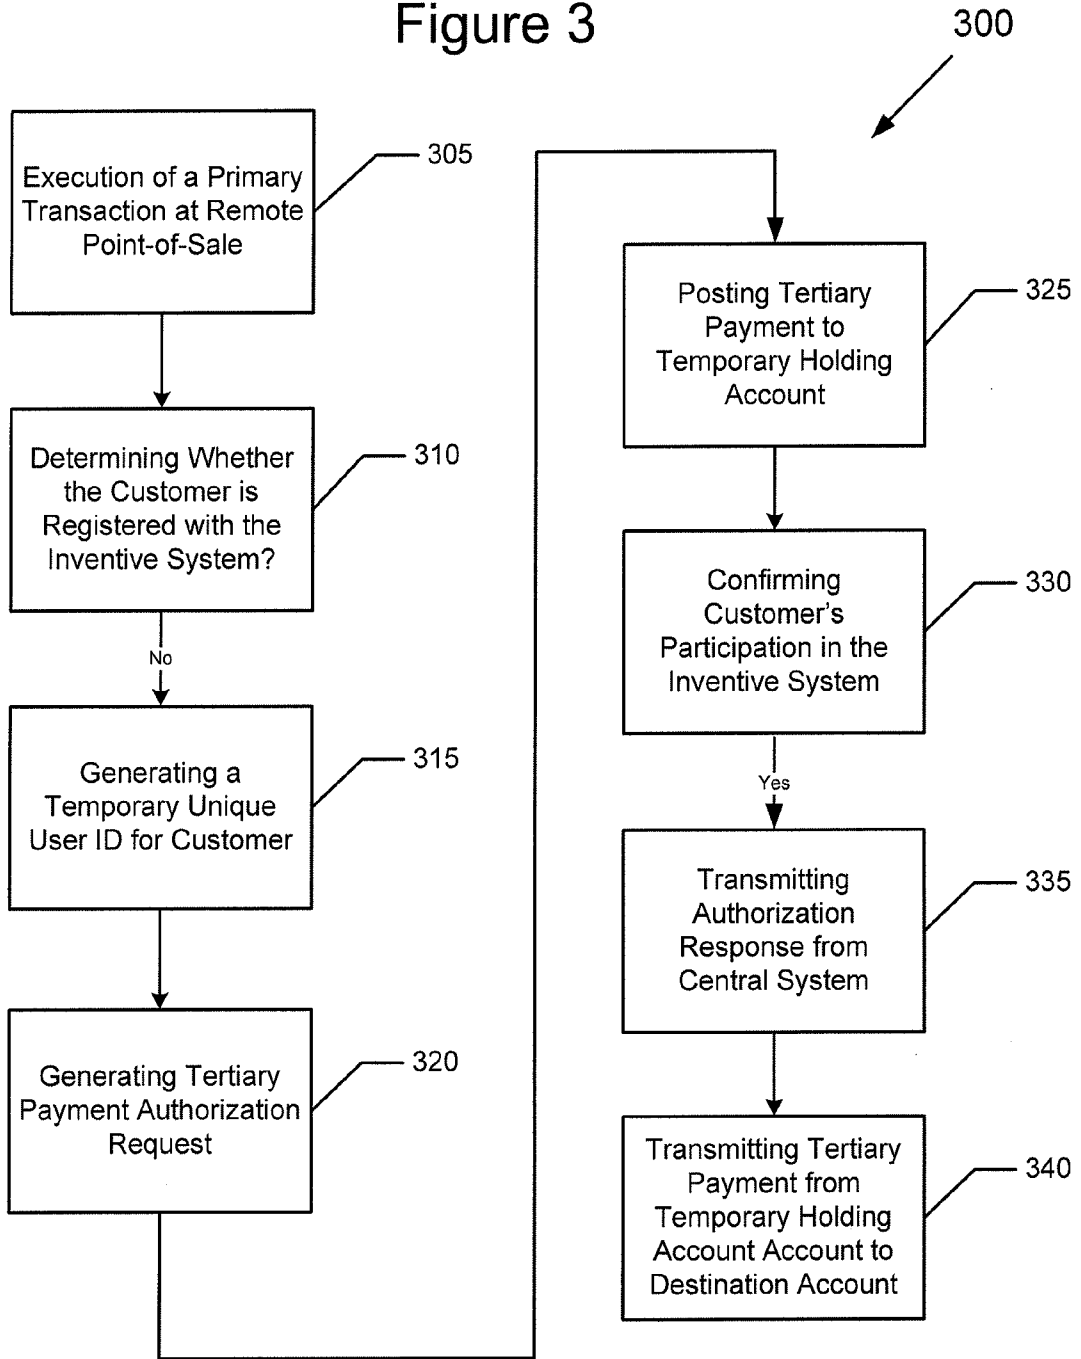 Figure 3
300
Execution of a Primary
Transaction at Remote
Point-of-Sale
305
Determining Whether
the Customer is
Registered with the
Inventive System?
310
No
Generating a
Temporary Unique
User ID for Customer
315
Generating Tertiary
Payment Authorization
Request
320
Posting Tertiary
Payment to
Temporary Holding
Account
325
Confirming
Customer's
Participation in the
Inventive System
330
Yes
Transmitting
Authorization
Response from
Central System
335
Transmitting Tertiary
Payment from
Temporary Holding
Account Account to
Destination Account
340